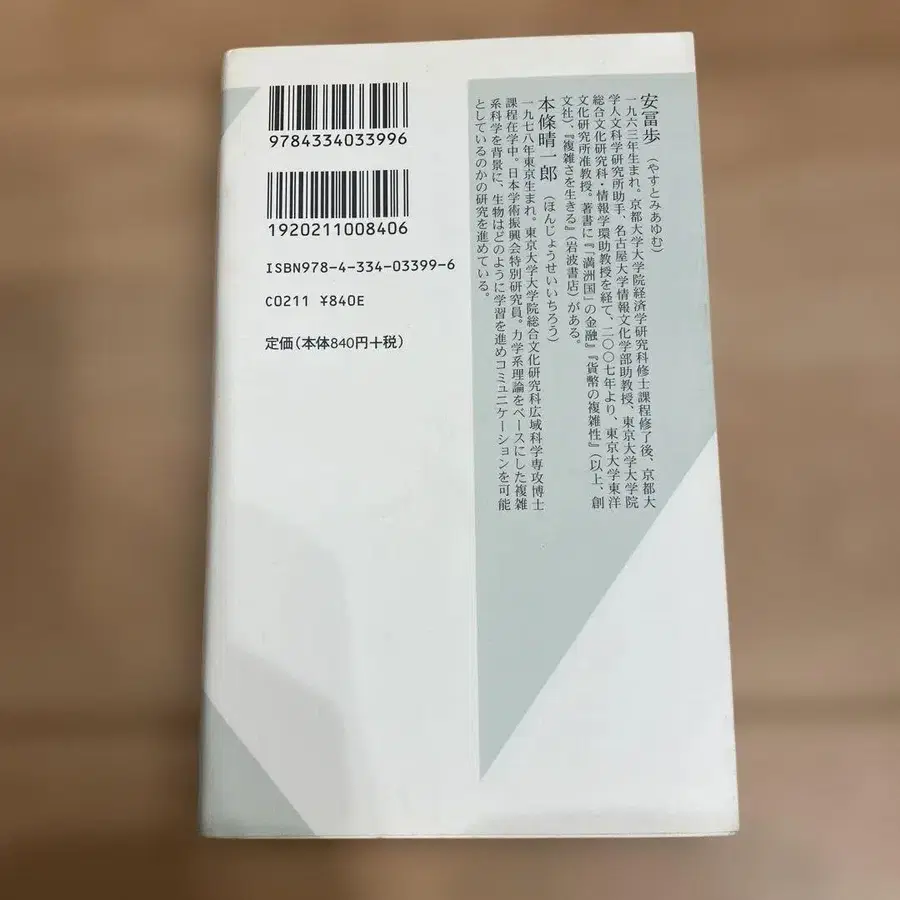 9784334033996
1920211008406
ISBN978-4-334-03399-6
C0211 ¥840E
定価(本体840円+税)
安冨歩（やすとみあゆむ）
一九六三年生まれ。京都大学大学院経済学研究科修士課程修了後、京都大
学人文科学研究所助手、名古屋大学情報文化学部助教授、東京大学大学院
総合文化研究科・情報学環助教授を経て、二〇〇七年より、東京大学東洋
文化研究所准教授。著書に『「満洲国」の金融』『貨幣の複雑性』（以上、創
文社）、『複雑さを生きる』（岩波書店）がある。
本條晴一郎（ほんじょうせいいちろう）
一九七八年東京生まれ。東京大学大学院総合文化研究科広域科学専攻博士
課程在学中。日本学術振興会特別研究員。力学系理論をベースにした複雑
系科学を背景に、生物はどのように学習を進めコミュニケーションを可能
としているのかの研究を進めている。